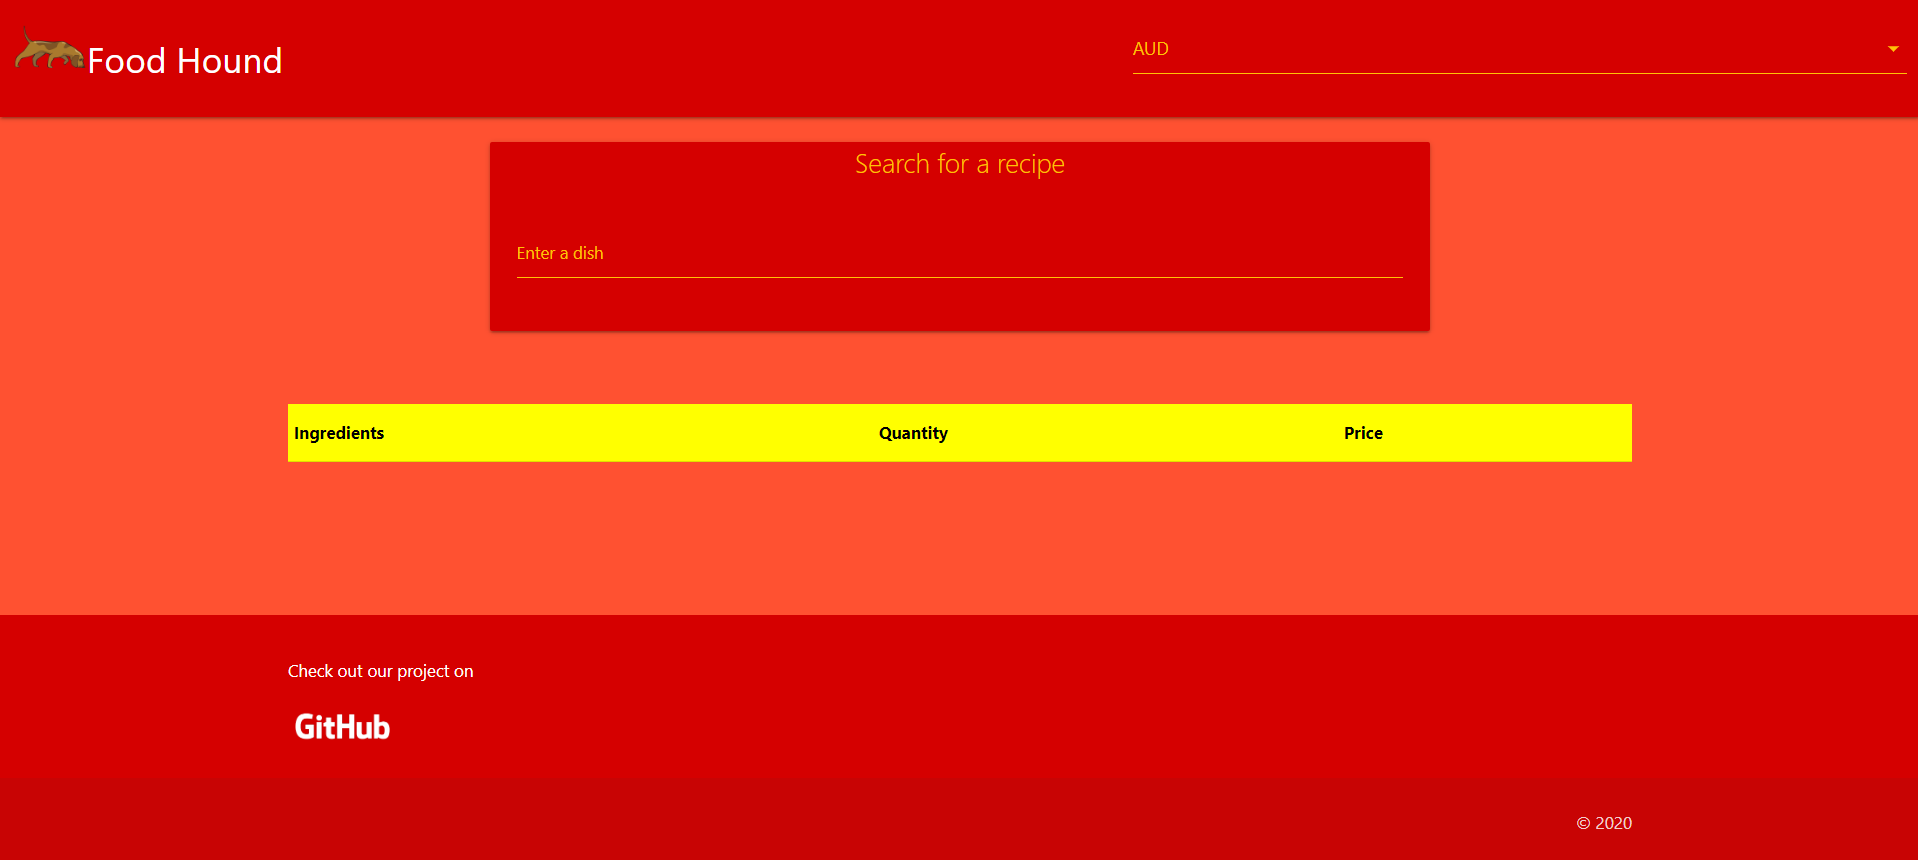 Food Hound
AUD
Search for a recipe
Enter a dish
Ingredients Quantity Price
Check out our project on
GitHub
© 2020